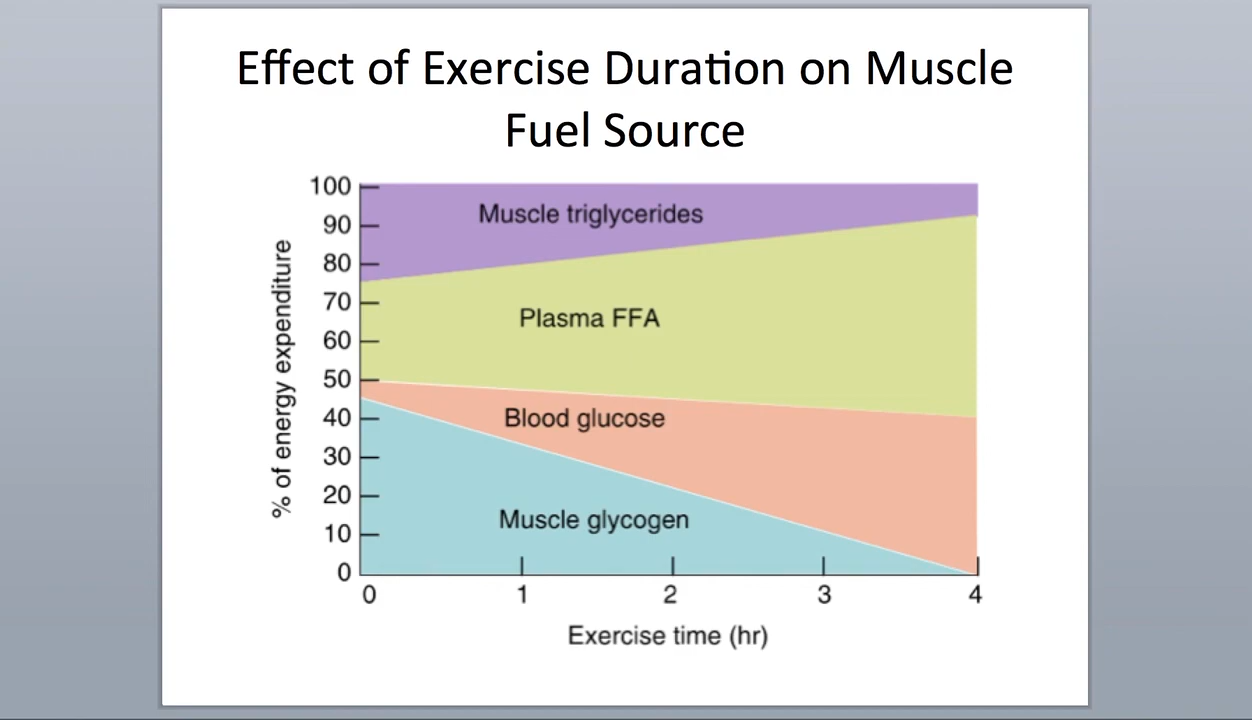 Effect of Exercise Duration on Muscle
Fuel Source
100
90
80
70
60
50
40
30
20
10
0
% of energy expenditure
Muscle triglycerides
Plasma FFA
Blood glucose
Muscle glycogen
0 1 2 3 4
Exercise time (hr)